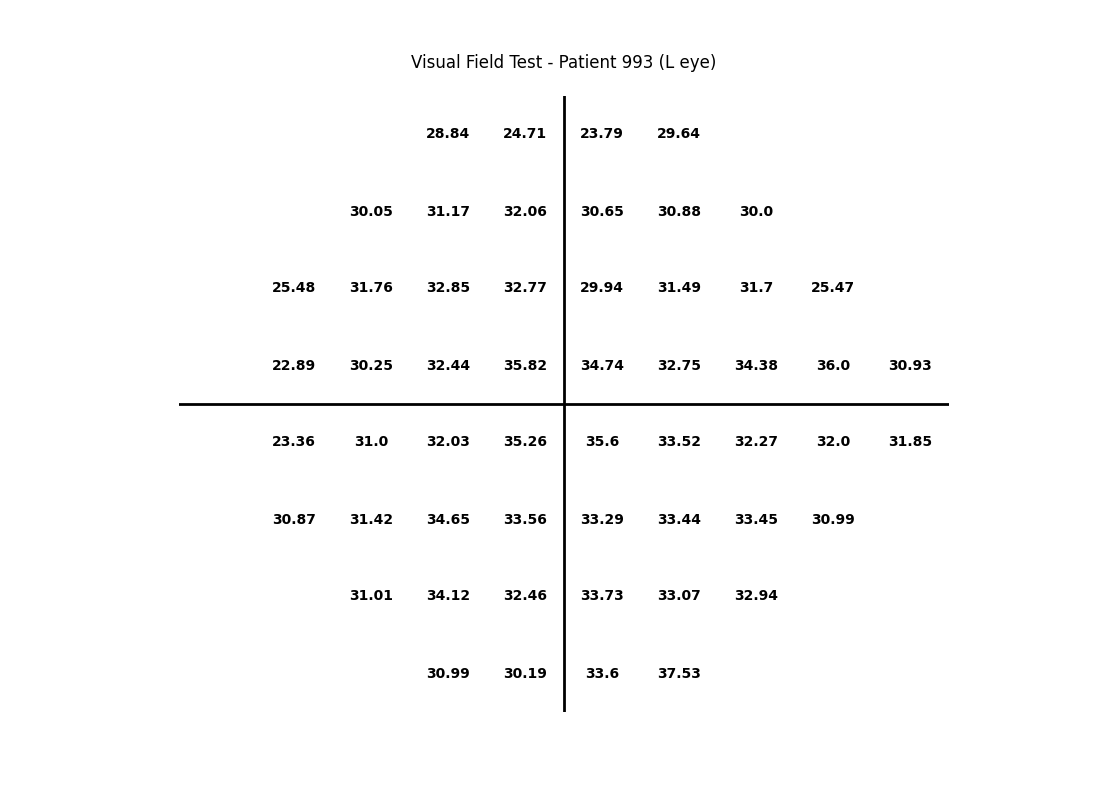 Visual Field Test - Patient 993 (L eye)
28.84 24.71 23.79 29.64
30.05 31.17 32.06 30.65 30.88 30.0
25.48 31.76 32.85 32.77 29.94 31.49 31.7 25.47
22.89 30.25 32.44 35.82 34.74 32.75 34.38 36.0 30.93
23.36 31.0 32.03 35.26 35.6 33.52 32.27 32.0 31.85
30.87 31.42 34.65 33.56 33.29 33.44 33.45 30.99
31.01 34.12 32.46 33.73 33.07 32.94
30.99 30.19 33.6 37.53